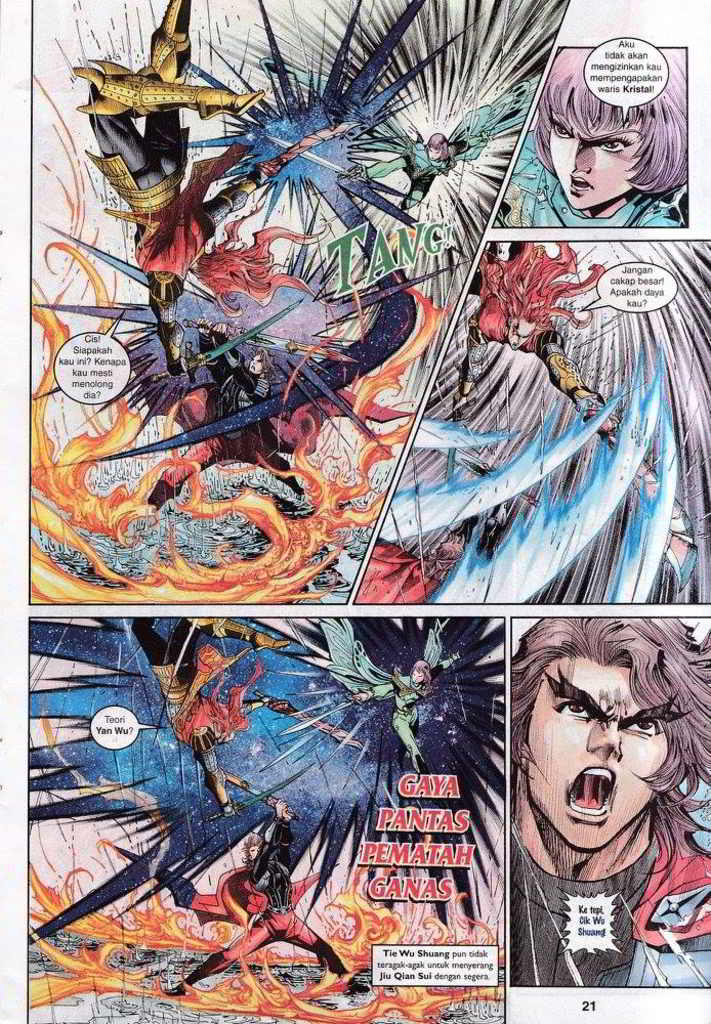 Cis!
Siapakah
kau ini? Kenapa
kau mesti
menolong
dia?
TANG!
Aku
tidak akan
mengizinkan kau
mempengapakan
waris Kristal!
Jangan
cakap besar!
Apakah daya
kau?
Teori
Yan Wu?
GAYA
PANTAS
PEMATAH
GANAS
Tie Wu Shuang pun tidak
teragak-agak untuk menyerang
Jiu Qian Sui dengan segera.
Ke tepi,
Cik Wu
Shuang!
21